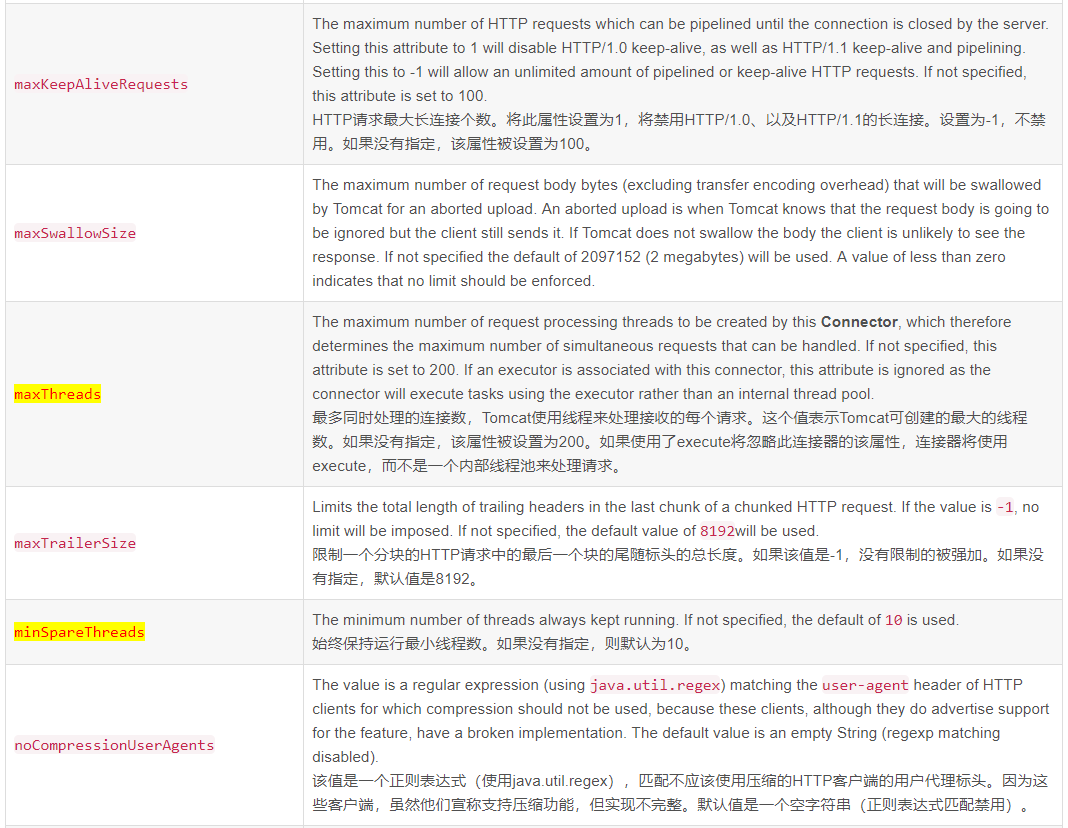 The maximum number of HTTP requests which can be pipelined until the connection is closed by the server.
Setting this attribute to 1 will disable HTTP/1.0 keep-alive, as well as HTTP/1.1 keep-alive and pipelining.
maxKeepAliveRequests
Setting this to -1 will allow an unlimited amount of pipelined or keep-alive HTTP requests. If not specified,
this attribute is set to 100.
HTTP请求最大长连接个数。将此属性设置为1，将禁用HTTP/1.0、以及HTTP/1.1的长连接。设置为-1，不禁
用。如果没有指定，该属性被设置为100。
The maximum number of request body bytes (excluding transfer encoding overhead) that will be swallowed
by Tomcat for an aborted upload. An aborted upload is when Tomcat knows that the request body is going to
maxSwallowSize
be ignored but the client still sends it. If Tomcat does not swallow the body the client is unlikely to see the
response. If not specified the default of 2097152 (2 megabytes) will be used. A value of less than zero
indicates that no limit should be enforced.
The maximum number of request processing threads to be created by this Connector, which therefore
determines the maximum number of simultaneous requests that can be handled. If not specified, this
attribute is set to 200. If an executor is associated with this connector, this attribute is ignored as the
maxThreads
connector will execute tasks using the executor rather than an internal thread pool.
最多同时处理的连接数，Tomcat使用线程来处理接收的每个请求。这个值表示Tomcat可创建的最大的线程
数。如果没有指定，该属性被设置为200。如果使用了execute将忽略此连接器的该属性，连接器将使用
execute，而不是一个内部线程池来处理请求。
Limits the total length of trailing headers in the last chunk of a chunked HTTP request. If the value is -1, no
limit will be imposed. If not specified, the default value of 8192will be used.
maxTrailerSize
限制一个分块的HTTP请求中的最后一个块的尾随标头的总长度。如果该值是-1，没有限制的被强加。如果没
有指定，默认值是8192。
The minimum number of threads always kept running. If not specified, the default of 10 is used.
minSpareThreads
始终保持运行最小线程数。如果没有指定，则默认为10。
The value is a regular expression (using java.util.regex) matching the user-agent header of HTTP
clients for which compression should not be used, because these clients, although they do advertise support
for the feature, have a broken implementation. The default value is an empty String (regexp matching
noCompressionUserAgents
disabled).
该值是一个正则表达式（使用java.util.regex），匹配不应该使用压缩的HTTP客户端的用户代理标头。因为这
些客户端，虽然他们宣称支持压缩功能，但实现不完整。默认值是一个空字符串（正则表达式匹配禁用）。